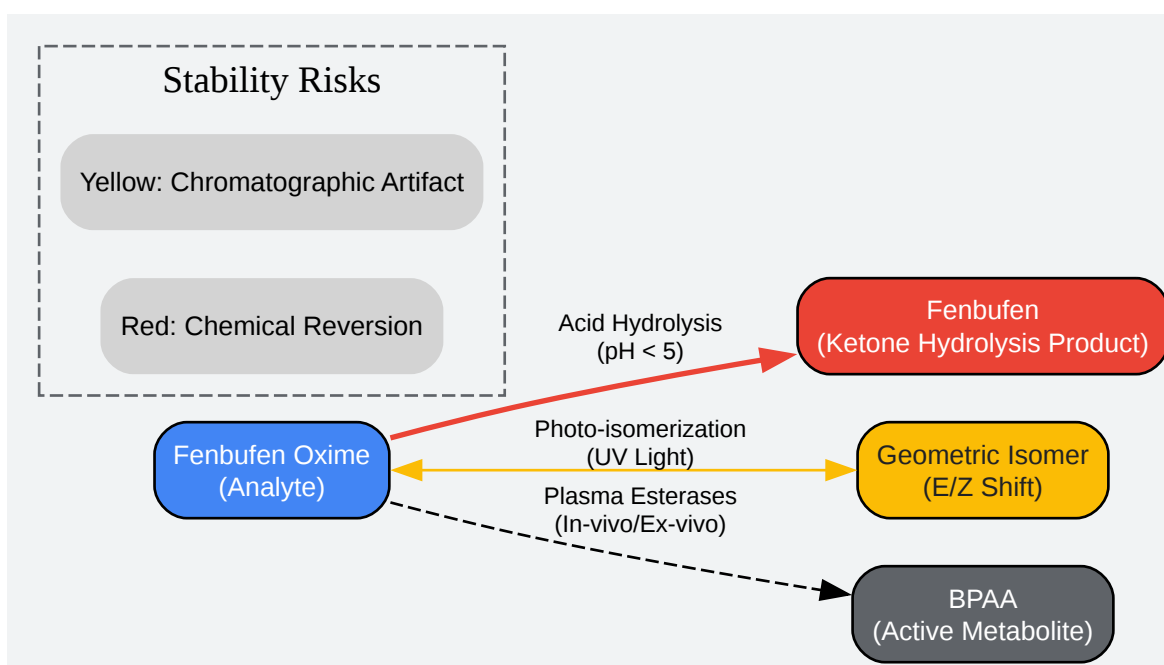 Stability Risks
Yellow: Chromatographic Artifact
Red: Chemical Reversion
Acid Hydrolysis
(pH < 5)
Fenbufen
(Ketone Hydrolysis Product)
Fenbufen Oxime
(Analyte)
Photo-isomerization
(UV Light)
Geometric Isomer
(E/Z Shift)
Plasma Esterases
(In-vivo/Ex-vivo)
BPAA
(Active Metabolite)